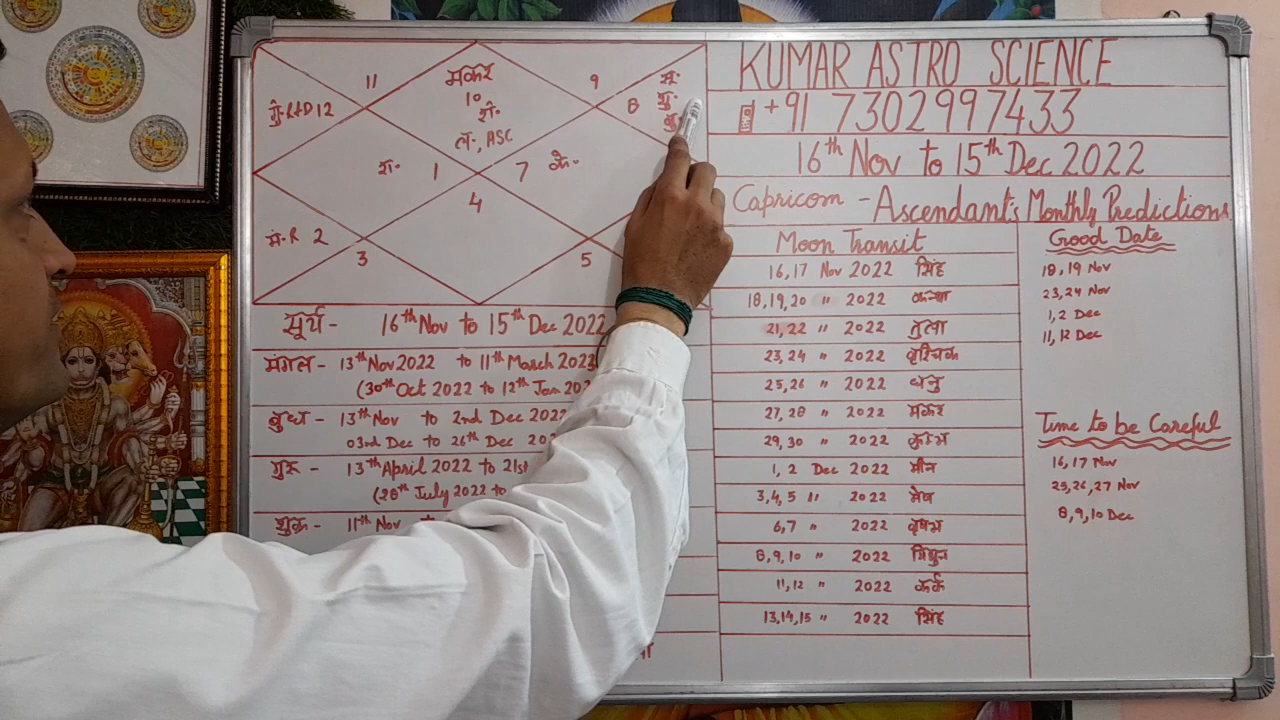 KUMAR ASTRO SCIENCE
+91 7302997433
16th Nov to 15th Dec 2022
Capricorn - Ascendant's Monthly Predictions
11
मकर
10
श.
ल., ASC
9
8
सू.
शु.
12
1
7
के.
4
मं. R 2
3
5
सूर्य - 16th Nov to 15th Dec 2022
मंगल - 13th Nov 2022 to 11th March 2023
(30th Oct 2022 to 12th Jan 202
बुध - 13th Nov to 2nd Dec 2022
03rd Dec to 26th Dec 20
गुरु - 13th April 2022 to 21st
(28th July 2022 to
शुक्र - 11th Nov
Moon Transit
16, 17 Nov 2022 सिंह
18, 19, 20 " 2022 कन्या
21, 22 " 2022 तुला
23, 24 " 2022 वृश्चिक
25, 26 " 2022 धनु
27, 28 " 2022 मकर
29, 30 " 2022 कुंभ
1, 2 Dec 2022 मीन
3, 4, 5 " 2022 मेष
6, 7 " 2022 वृषभ
8, 9, 10 " 2022 मिथुन
11, 12 " 2022 कर्क
13, 14, 15 " 2022 सिंह
Good Date
18, 19 Nov
23, 24 Nov
1, 2 Dec
11, 12 Dec
Time to be Careful
16, 17 Nov
25, 26, 27 Nov
8, 9, 10 Dec